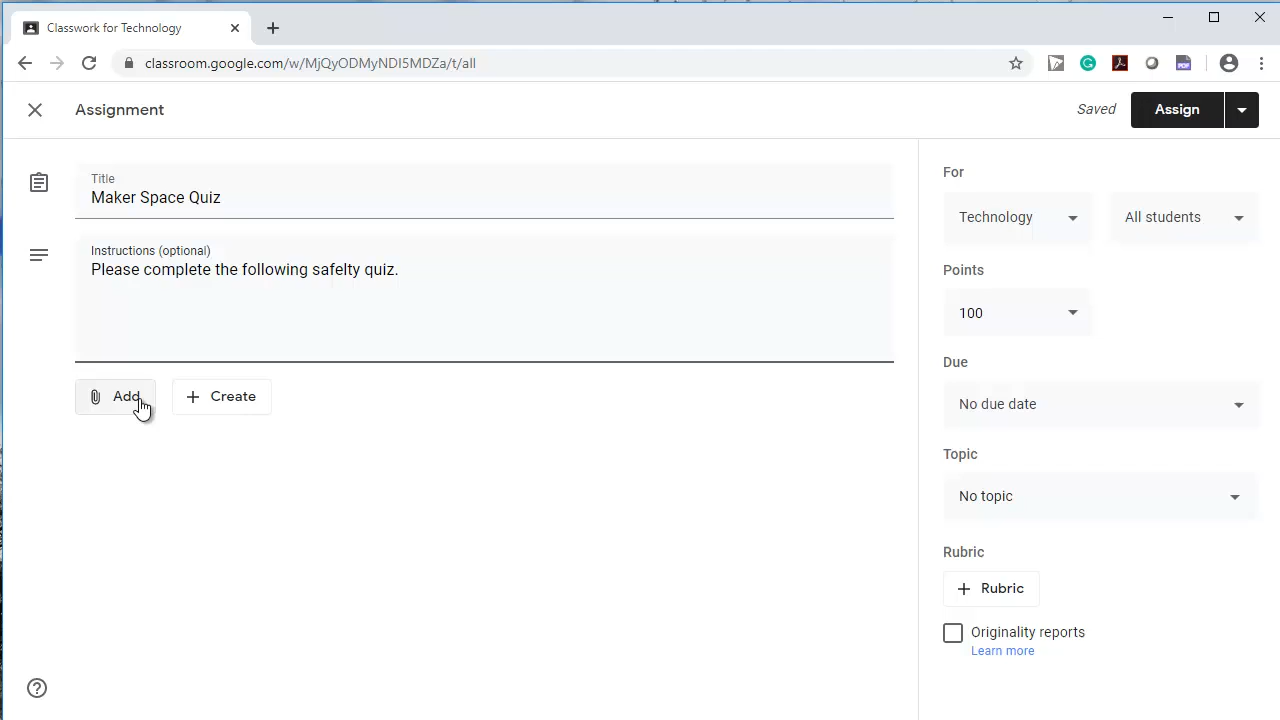 Classwork for Technology
classroom.google.com/w/MjQyODMyNDI5MDZa/t/all
PDF
Assignment
Saved
Assign
Title
Maker Space Quiz
Instructions (optional)
Please complete the following safelty quiz.
Add
Create
For
Technology
All students
Points
100
Due
No due date
Topic
No topic
Rubric
Rubric
Originality reports
Learn more